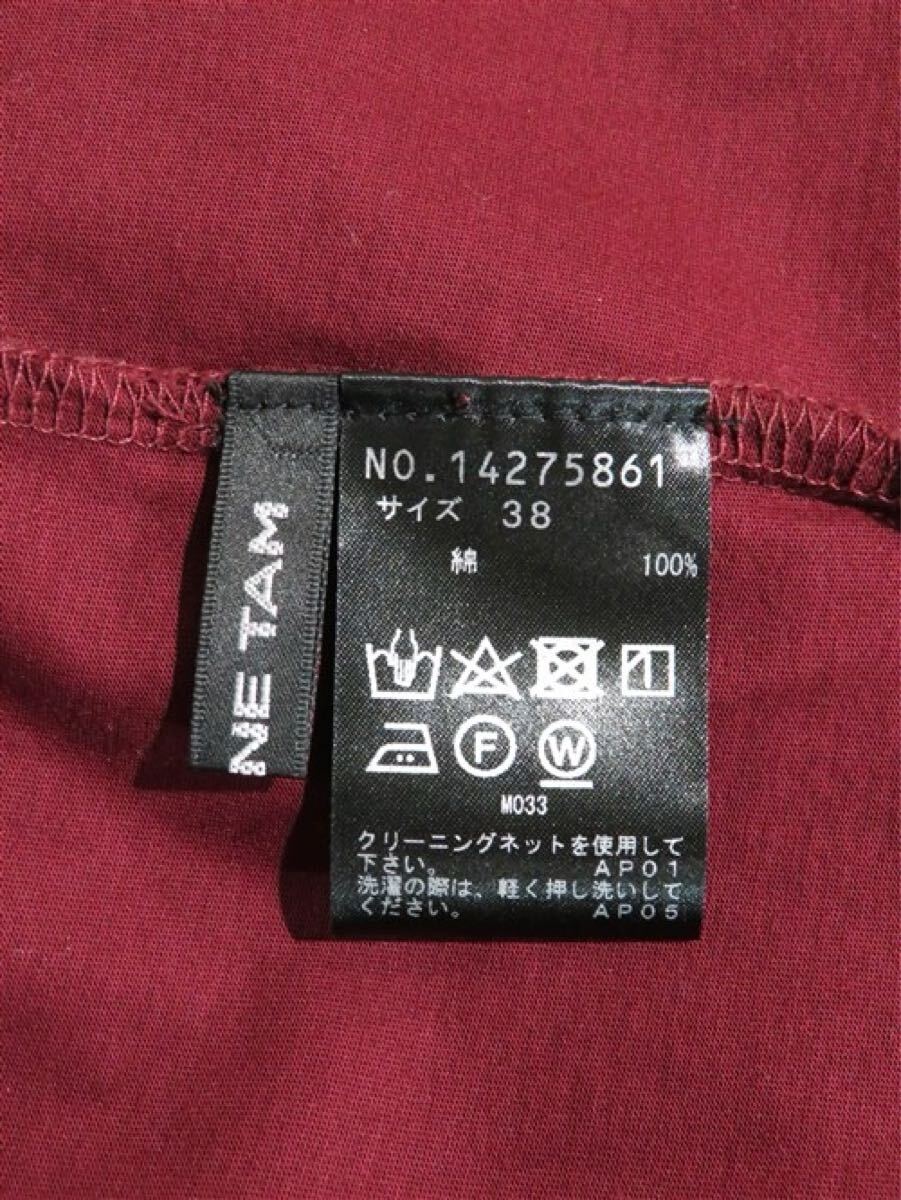 NE TAM
NO.14275861
サイズ 38
綿 100%
F W
M033
クリーニングネットを使用して
下さい。 AP01
洗濯の際は、軽く押し洗いして
ください。 AP05